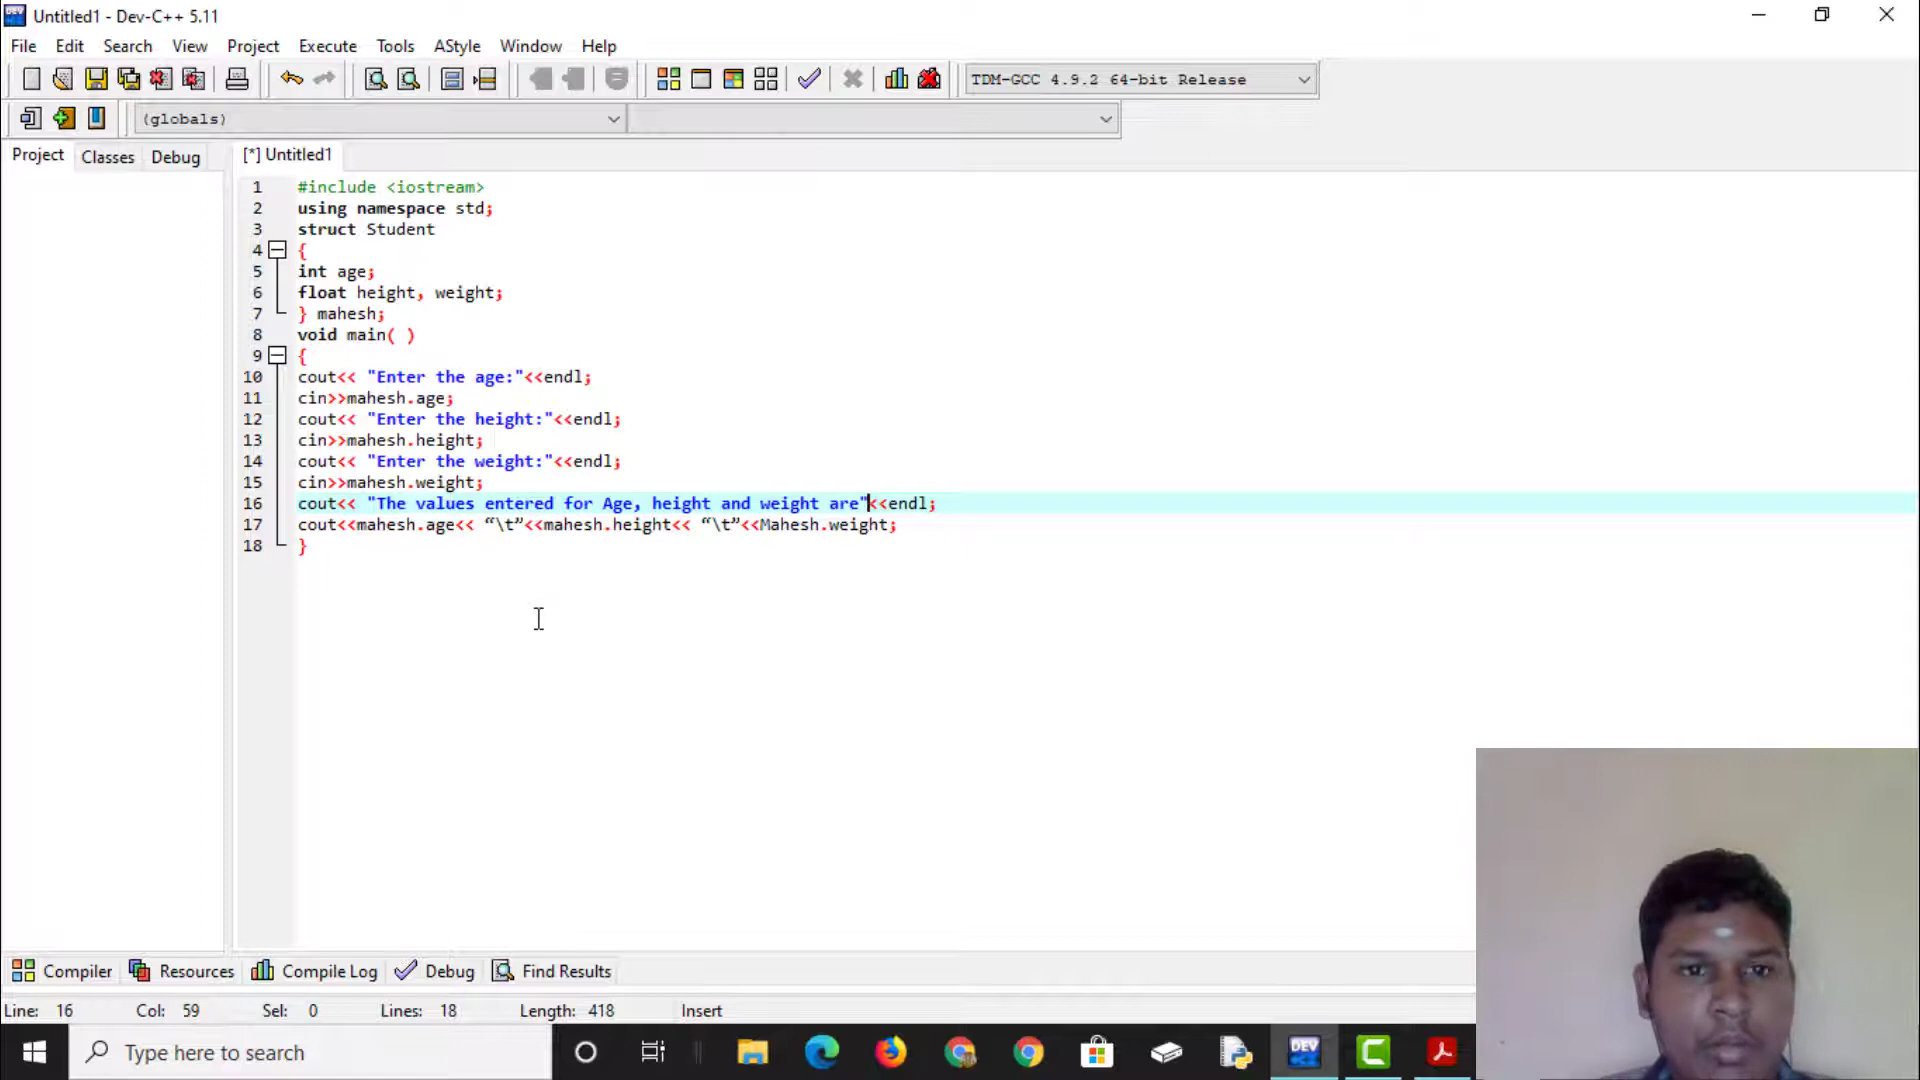 Untitled1 - Dev-C++ 5.11
File Edit Search View Project Execute Tools AStyle Window Help
TDM-GCC 4.9.2 64-bit Release
(globals)
Project Classes Debug [*] Untitled1
1 #include <iostream>
2 using namespace std;
3 struct Student
4 {
5 int age;
6 float height, weight;
7 } mahesh;
8 void main( )
9 {
10 cout<< "Enter the age:"<<endl;
11 cin>>mahesh.age;
12 cout<< "Enter the height:"<<endl;
13 cin>>mahesh.height;
14 cout<< "Enter the weight:"<<endl;
15 cin>>mahesh.weight;
16 cout<< "The values entered for Age, height and weight are"<<endl;
17 cout<<mahesh.age<< “\t”<<mahesh.height<< “\t”<<Mahesh.weight;
18 }
Compiler Resources Compile Log Debug Find Results
Line: 16 Col: 59 Sel: 0 Lines: 18 Length: 418 Insert
Type here to search
DEV